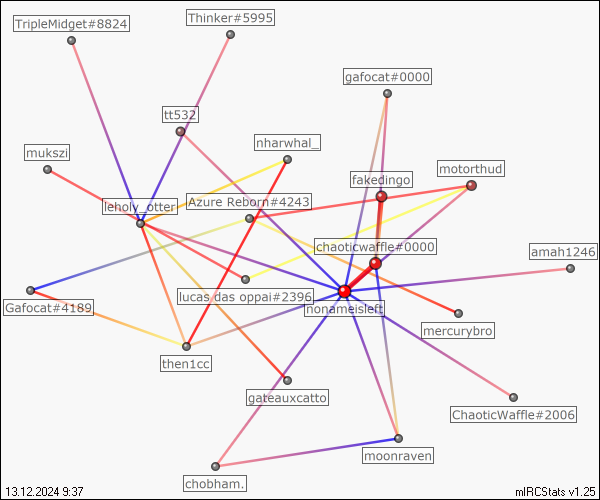 TripleMidget#8824
Thinker#5995
gafocat#0000
tt532
nharwhal_
mukszi
motorthud
fakedingo
leholy_otter
Azure Reborn#4243
chaoticwaffle#0000
amah1246
lucas das oppai#2396
Gafocat#4189
nonameisleft
mercurybro
then1cc
gateauxcatto
ChaoticWaffle#2006
moonraven
chobham.
13.12.2024 9:37
mIRCStats v1.25